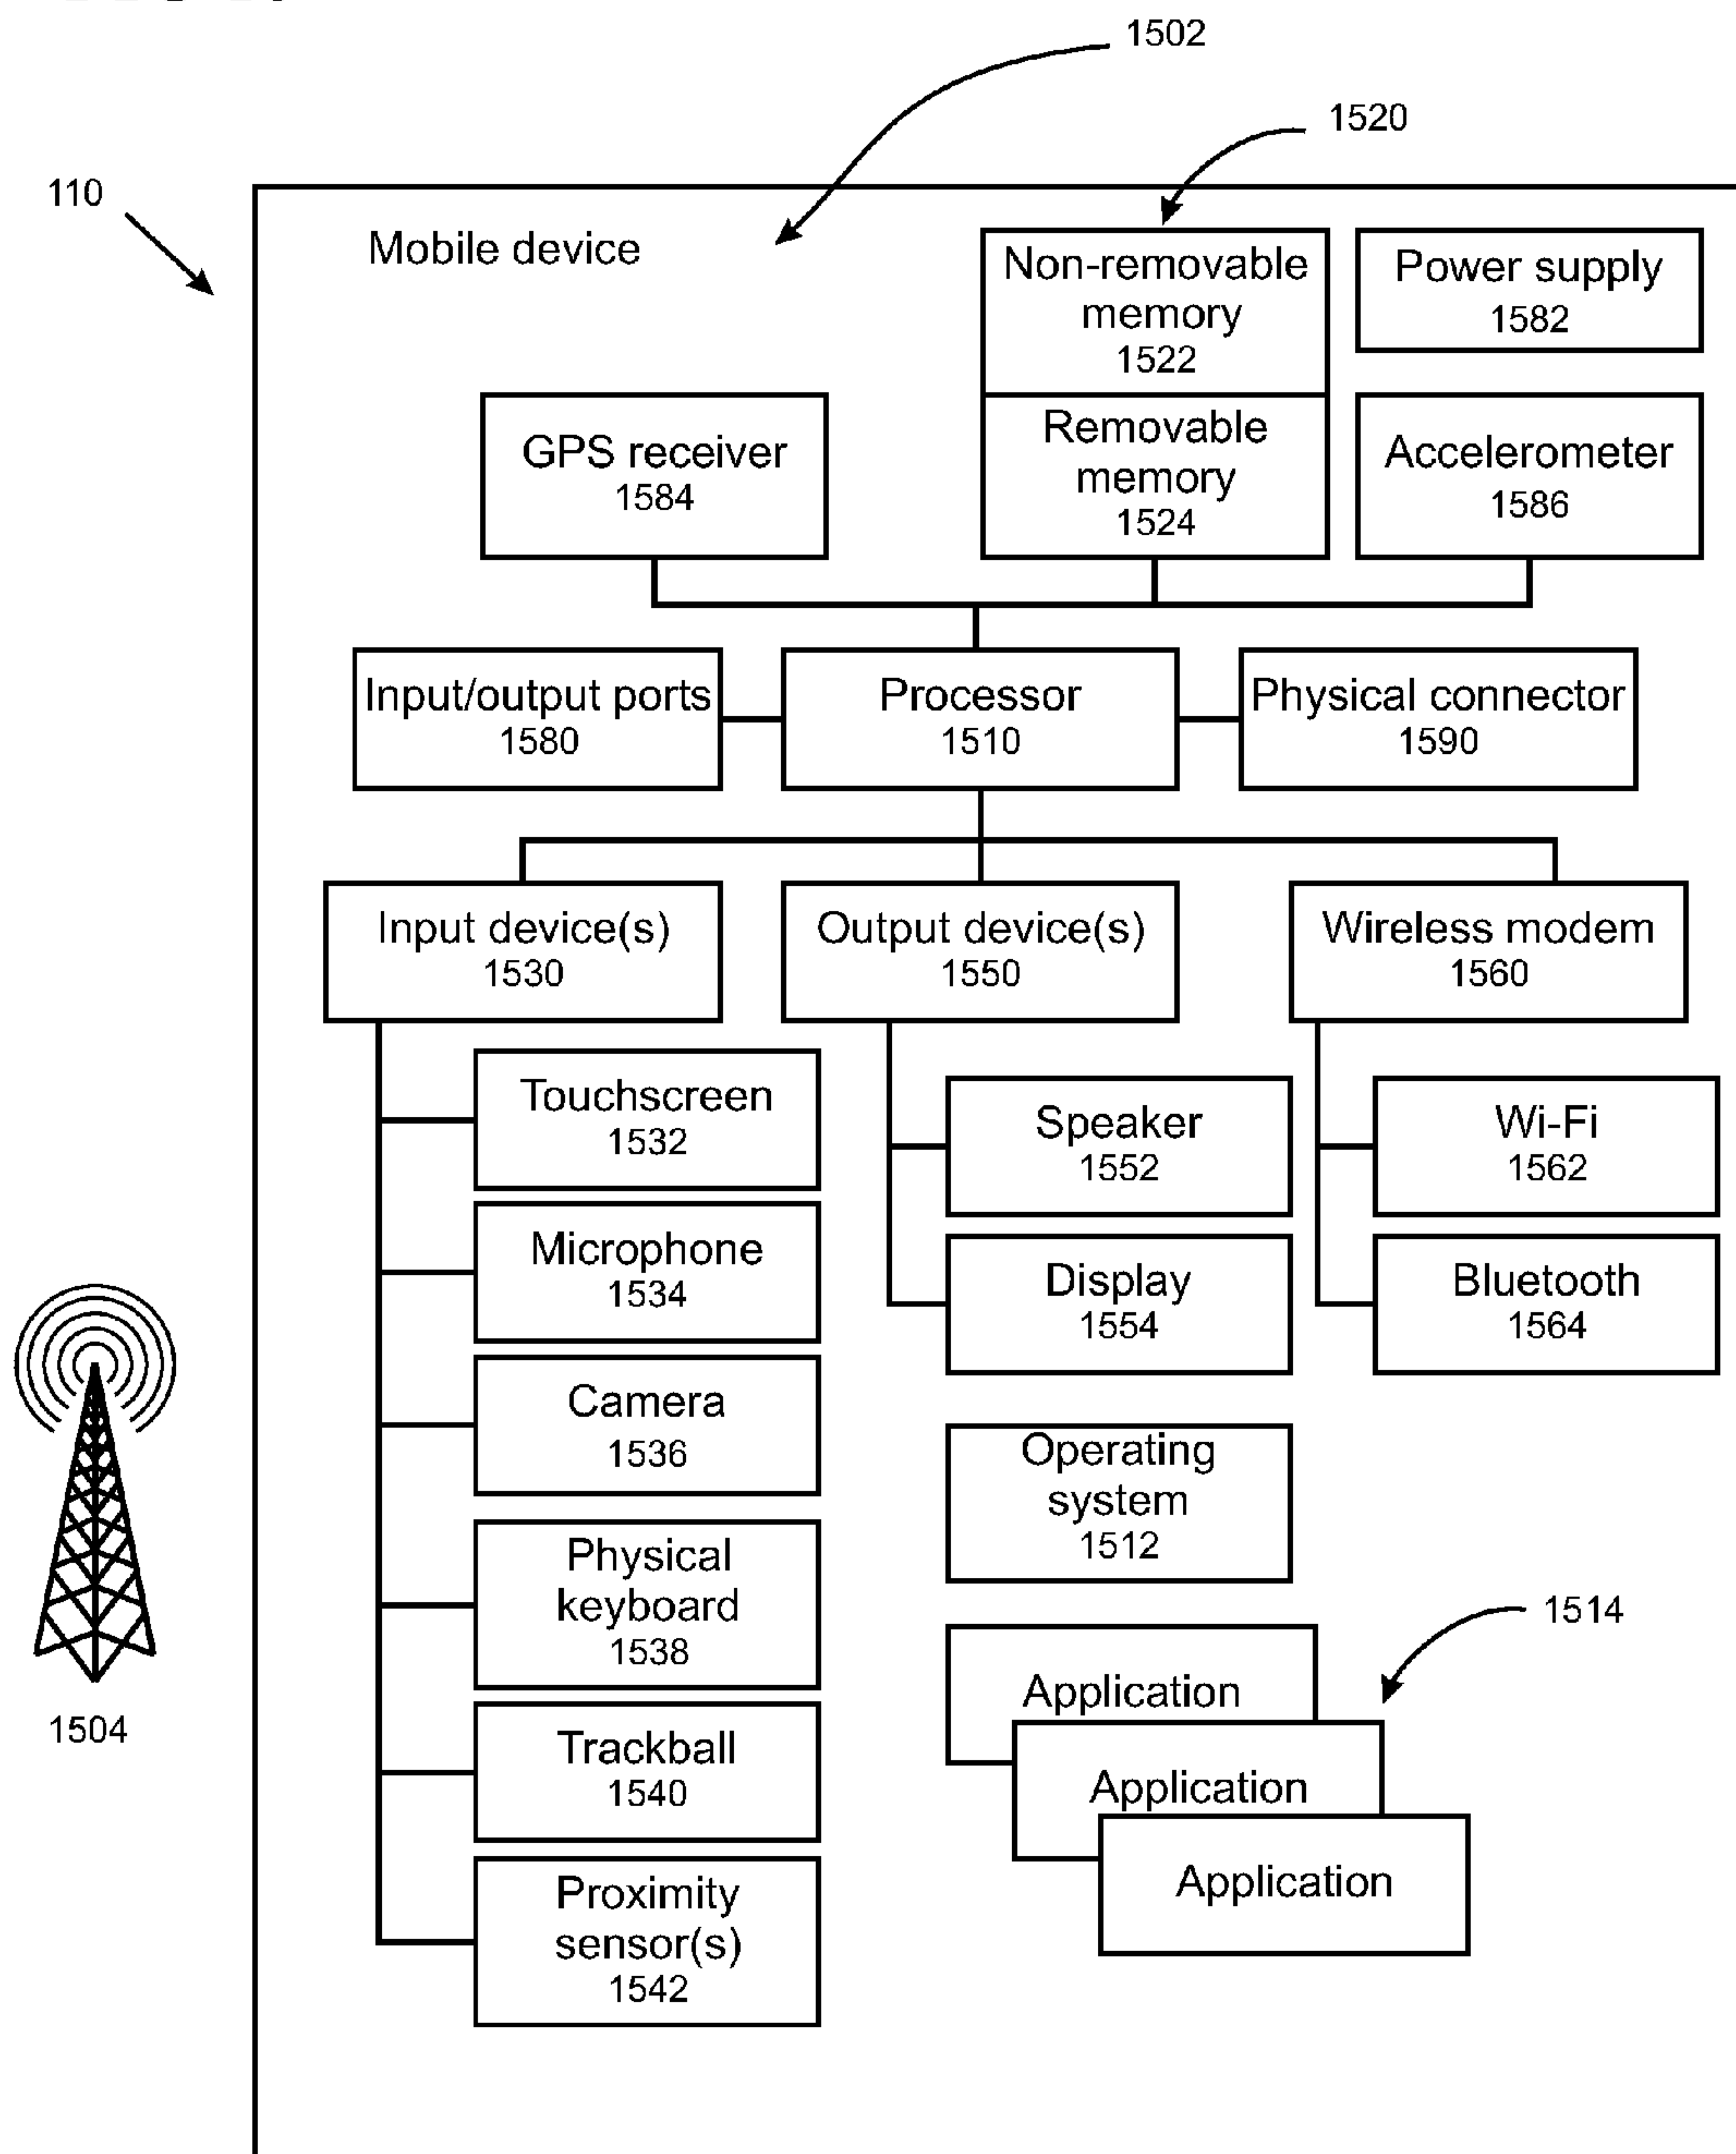 1502
1520
110
Mobile device
Non-removable
memory
1522
Power supply
1582
GPS receiver
1584
Removable
memory
1524
Accelerometer
1586
Input/output ports
1580
Processor
1510
Physical connector
1590
Input device(s)
1530
Output device(s)
1550
Wireless modem
1560
Touchscreen
1532
Speaker
1552
Wi-Fi
1562
Microphone
1534
Display
1554
Bluetooth
1564
Camera
1536
Operating
system
1512
Physical
keyboard
1538
1514
Application
1504
Trackball
1540
Application
Proximity
sensor(s)
1542
Application